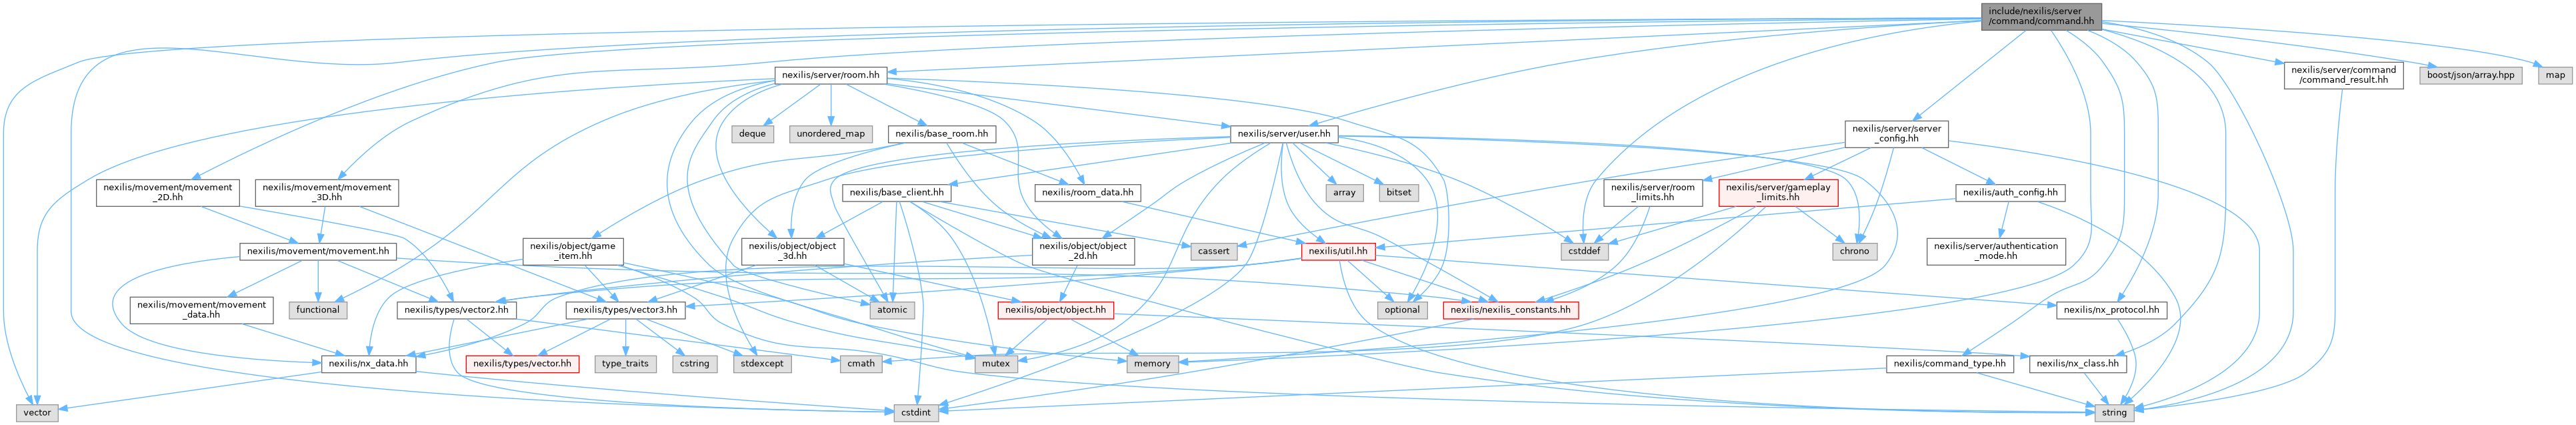 include/nexilis/server
/command/command.hh
nexilis/server/room.hh
nexilis/server/command
/command_result.hh
boost/json/array.hpp
map
deque
unordered_map
nexilis/base_room.hh
nexilis/server/user.hh
nexilis/server/server
_config.hh
nexilis/movement/movement
_2D.hh
nexilis/movement/movement
_3D.hh
nexilis/base_client.hh
nexilis/room_data.hh
array
bitset
nexilis/server/room
_limits.hh
nexilis/server/gameplay
_limits.hh
nexilis/auth_config.hh
nexilis/movement/movement.hh
nexilis/object/game
_item.hh
nexilis/object/object
_3d.hh
nexilis/object/object
_2d.hh
cassert
nexilis/util.hh
cstddef
chrono
nexilis/server/authentication
_mode.hh
nexilis/movement/movement
_data.hh
functional
nexilis/types/vector2.hh
nexilis/types/vector3.hh
atomic
nexilis/object/object.hh
optional
nexilis/nexilis_constants.hh
nexilis/nx_protocol.hh
nexilis/nx_data.hh
nexilis/types/vector.hh
type_traits
cstring
stdexcept
cmath
mutex
memory
nexilis/command_type.hh
nexilis/nx_class.hh
vector
cstdint
string